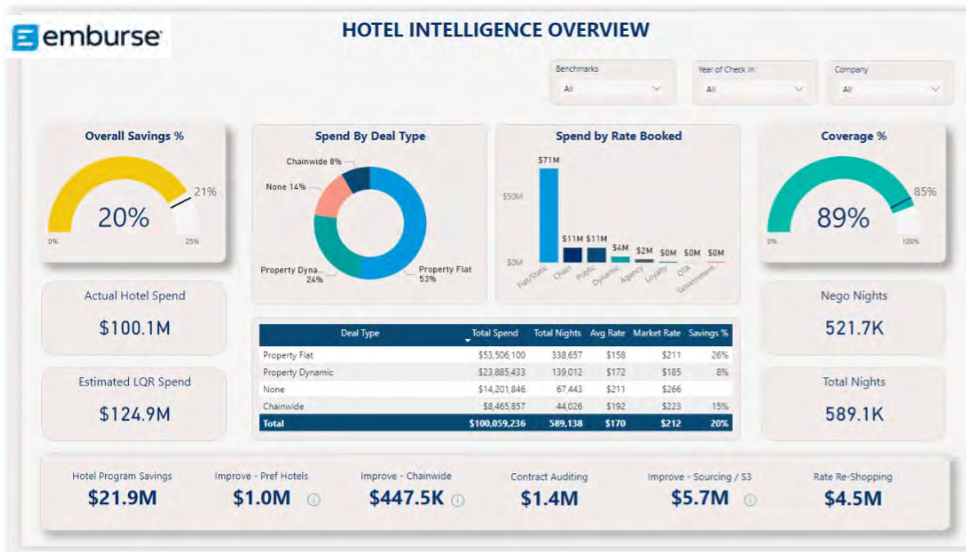 emburse
HOTEL INTELLIGENCE OVERVIEW
Benchmarks
All
Year of Check In
All
Company
All
Overall Savings %
21%
20%
0%
25%
Spend By Deal Type
Chainwide 8%
None 14%
Property Dyna...
24%
Property Flat
53%
Spend by Rate Booked
$71M
$50M
$11M $11M
$4M
$2M
$0M
$0M
$0M
$0M
Flat/Static
Chain
Public
Dynamic
Agency
Loyalty
OTA
Government
Coverage %
85%
89%
0%
100%
Actual Hotel Spend
$100.1M
Estimated LQR Spend
$124.9M
Deal Type Total Spend Total Nights Avg Rate Market Rate Savings %
Property Flat $53,506,100 338,657 $158 $211 26%
Property Dynamic $23,885,433 139,012 $172 $185 8%
None $14,201,846 67,443 $211 $266
Chainwide $8,465,857 44,026 $192 $223 15%
Total $100,059,236 589,138 $170 $212 20%
Nego Nights
521.7K
Total Nights
589.1K
Hotel Program Savings
$21.9M
Improve - Pref Hotels
$1.0M
Improve - Chainwide
$447.5K
Contract Auditing
$1.4M
Improve - Sourcing / S3
$5.7M
Rate Re-Shopping
$4.5M